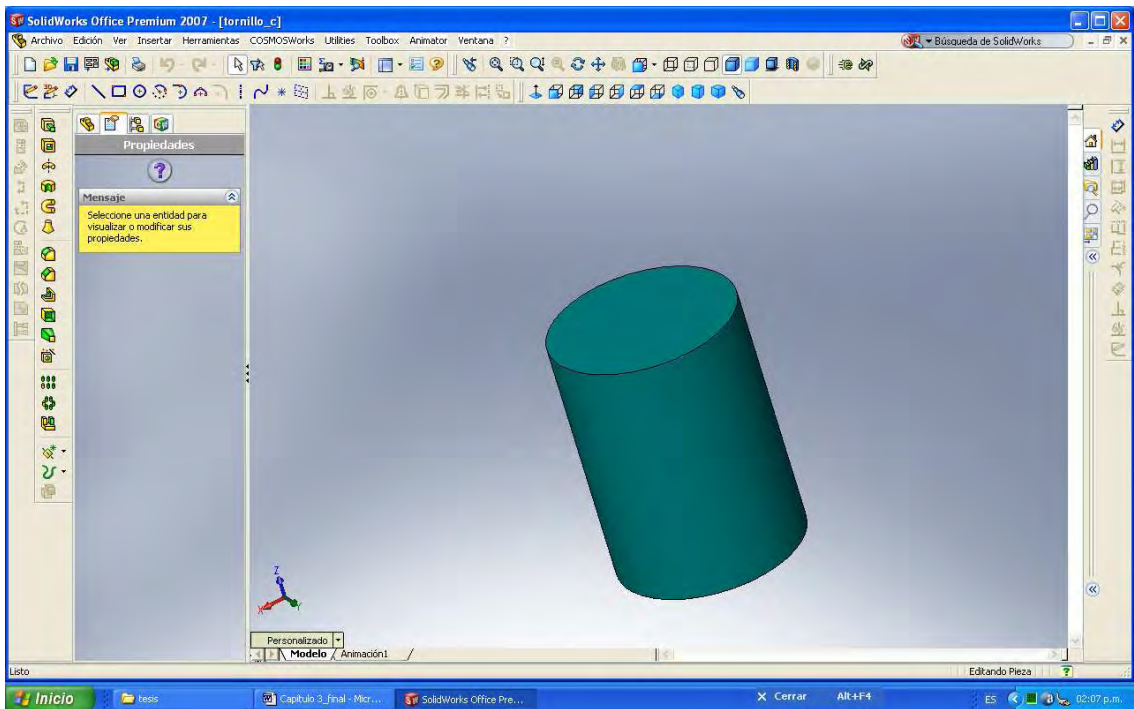 SolidWorks Office Premium 2007 - [tornillo_c]
Archivo Edición Ver Insertar Herramientas COSMOSWorks Utilities Toolbox Animator Ventana ?
Búsqueda de SolidWorks
Propiedades
Mensaje
Seleccione una entidad para
visualizar o modificar sus
propiedades.
Z
X
Y
Personalizado
Modelo Animación1
Listo
Editando Pieza
Inicio
tesis
Capitulo 3_final - Micr...
SolidWorks Office Pre...
X Cerrar Alt+F4
ES
02:07 p.m.